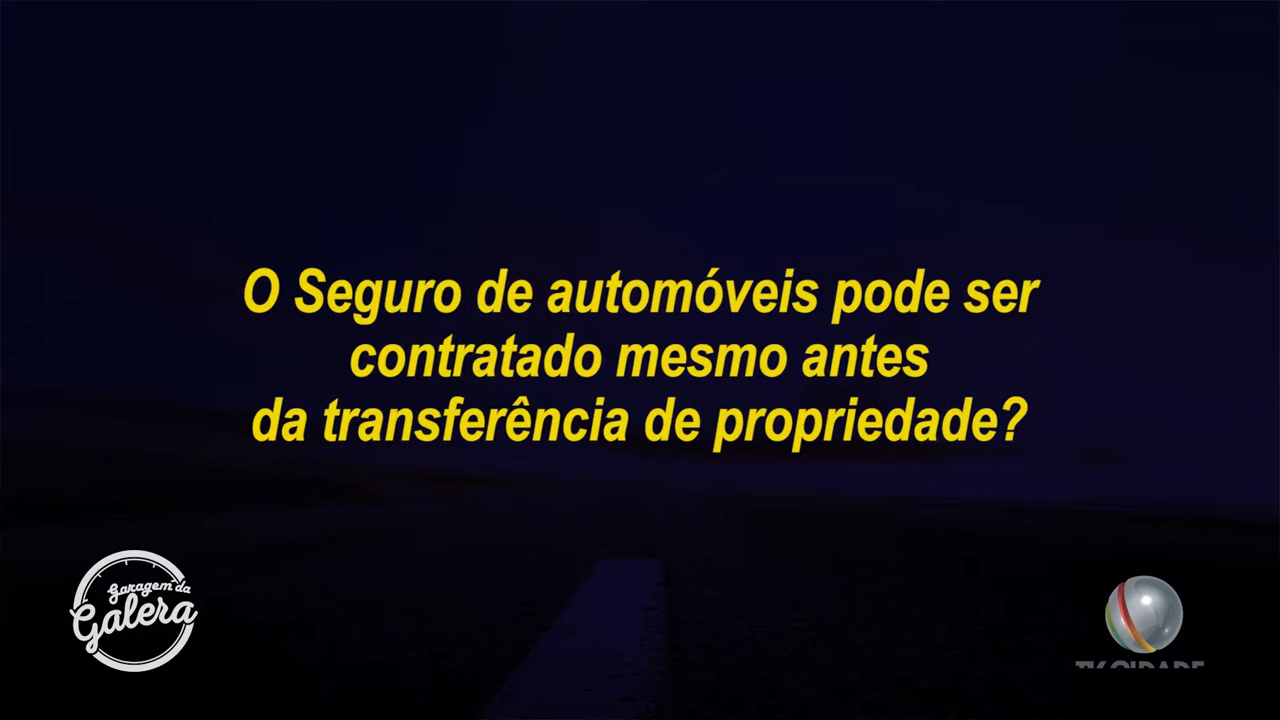 O Seguro de automóveis pode ser
contratado mesmo antes
da transferência de propriedade?
Garagem da
Galera